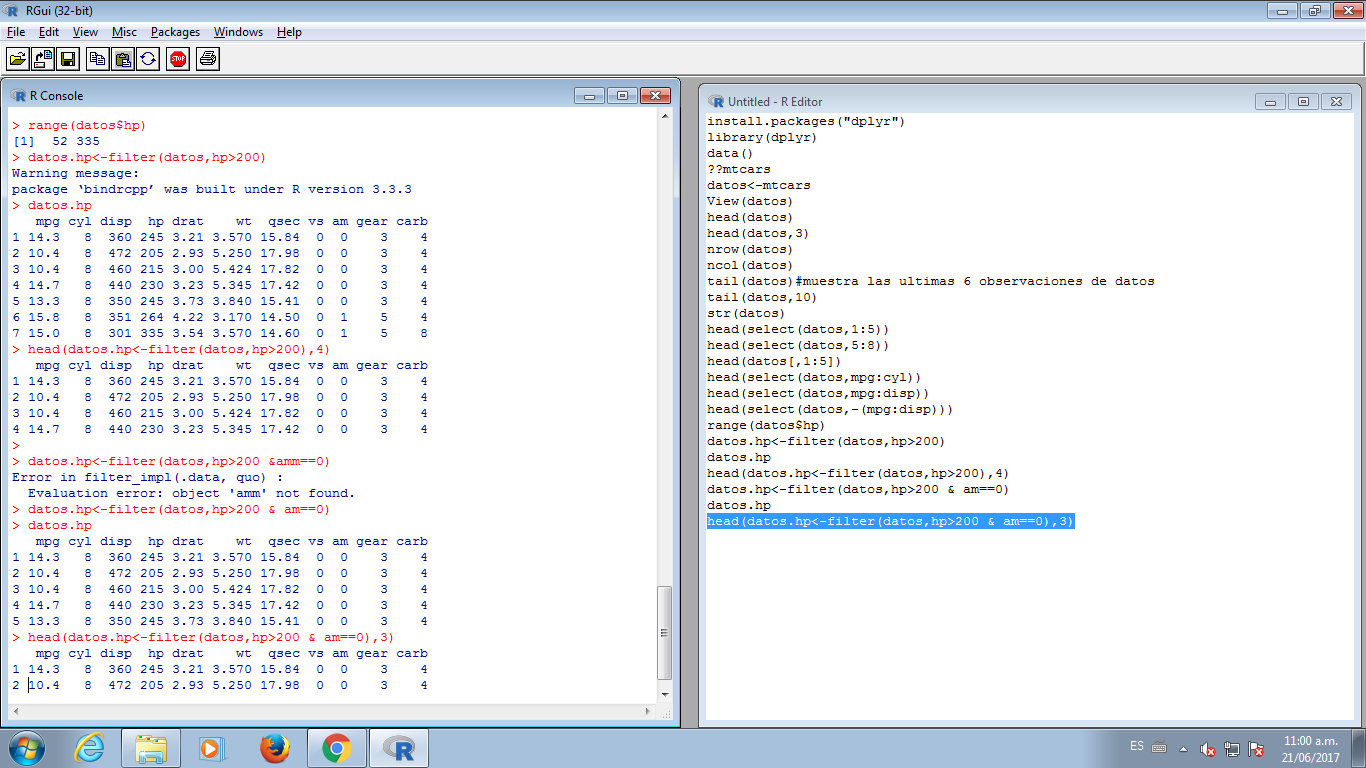 RGui (32-bit)
File Edit View Misc Packages Windows Help
STOP
R Console
> range(datos$hp)
[1]  52 335
> datos.hp<-filter(datos,hp>200)
Warning message:
package ‘bindrcpp’ was built under R version 3.3.3
> datos.hp
   mpg cyl disp  hp drat    wt  qsec vs am gear carb
1 14.3   8  360 245 3.21 3.570 15.84  0  0    3    4
2 10.4   8  472 205 2.93 5.250 17.98  0  0    3    4
3 10.4   8  460 215 3.00 5.424 17.82  0  0    3    4
4 14.7   8  440 230 3.23 5.345 17.42  0  0    3    4
5 13.3   8  350 245 3.73 3.840 15.41  0  0    3    4
6 15.8   8  351 264 4.22 3.170 14.50  0  1    5    4
7 15.0   8  301 335 3.54 3.570 14.60  0  1    5    8
> head(datos.hp<-filter(datos,hp>200),4)
   mpg cyl disp  hp drat    wt  qsec vs am gear carb
1 14.3   8  360 245 3.21 3.570 15.84  0  0    3    4
2 10.4   8  472 205 2.93 5.250 17.98  0  0    3    4
3 10.4   8  460 215 3.00 5.424 17.82  0  0    3    4
4 14.7   8  440 230 3.23 5.345 17.42  0  0    3    4
>
> datos.hp<-filter(datos,hp>200 &amm==0)
Error in filter_impl(.data, quo) :
  Evaluation error: object 'amm' not found.
> datos.hp<-filter(datos,hp>200 & am==0)
> datos.hp
   mpg cyl disp  hp drat    wt  qsec vs am gear carb
1 14.3   8  360 245 3.21 3.570 15.84  0  0    3    4
2 10.4   8  472 205 2.93 5.250 17.98  0  0    3    4
3 10.4   8  460 215 3.00 5.424 17.82  0  0    3    4
4 14.7   8  440 230 3.23 5.345 17.42  0  0    3    4
5 13.3   8  350 245 3.73 3.840 15.41  0  0    3    4
> head(datos.hp<-filter(datos,hp>200 & am==0),3)
   mpg cyl disp  hp drat    wt  qsec vs am gear carb
1 14.3   8  360 245 3.21 3.570 15.84  0  0    3    4
2 10.4   8  472 205 2.93 5.250 17.98  0  0    3    4
Untitled - R Editor
install.packages("dplyr")
library(dplyr)
data()
??mtcars
datos<-mtcars
View(datos)
head(datos)
head(datos,3)
nrow(datos)
ncol(datos)
tail(datos)#muestra las ultimas 6 observaciones de datos
tail(datos,10)
str(datos)
head(select(datos,1:5))
head(select(datos,5:8))
head(datos[,1:5])
head(select(datos,mpg:cyl))
head(select(datos,mpg:disp))
head(select(datos,-(mpg:disp)))
range(datos$hp)
datos.hp<-filter(datos,hp>200)
datos.hp
head(datos.hp<-filter(datos,hp>200),4)
datos.hp<-filter(datos,hp>200 & am==0)
datos.hp
head(datos.hp<-filter(datos,hp>200 & am==0),3)
ES
11:00 a.m.
21/06/2017